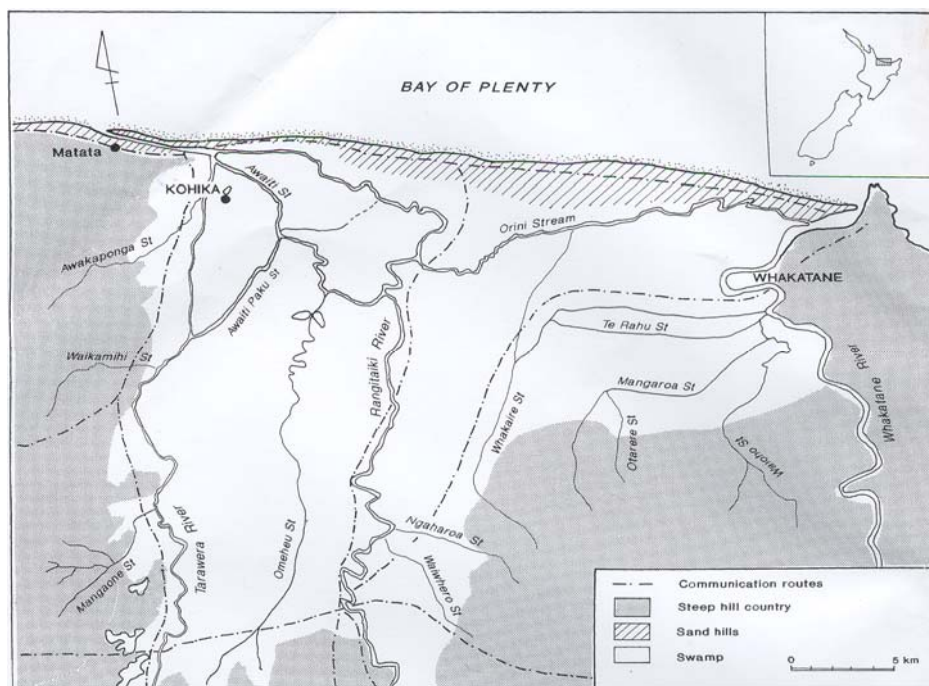 BAY OF PLENTY
Matata
KOHIKA
Awaiti St
Orini Stream
Awakaponga St
Awaiti Paku St
WHAKATANE
Te Rahu St
Waikamihi St
Rangitaiki River
Mangaroa St
Whakaire St
Otarere St
Waioho St
Whakatane River
Ngaharoa St
Waiwhero St
Omeheu St
Tarawera River
Mangaone St
Communication routes
Steep hill country
Sand hills
Swamp
0 5 km